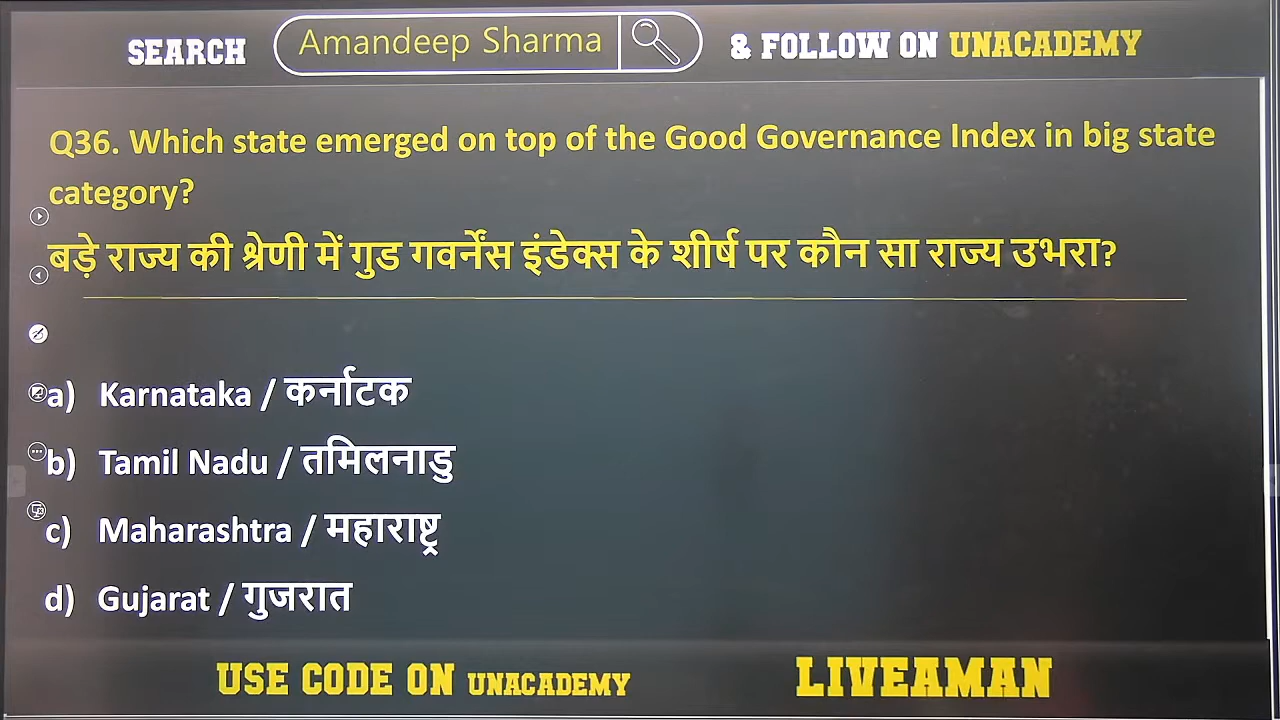 SEARCH Amandeep Sharma & FOLLOW ON UNACADEMY
Q36. Which state emerged on top of the Good Governance Index in big state
category?
बड़े राज्य की श्रेणी में गुड गवर्नेंस इंडेक्स के शीर्ष पर कौन सा राज्य उभरा?
a) Karnataka / कर्नाटक
b) Tamil Nadu / तमिलनाडु
c) Maharashtra / महाराष्ट्र
d) Gujarat / गुजरात
USE CODE ON UNACADEMY LIVEAMAN